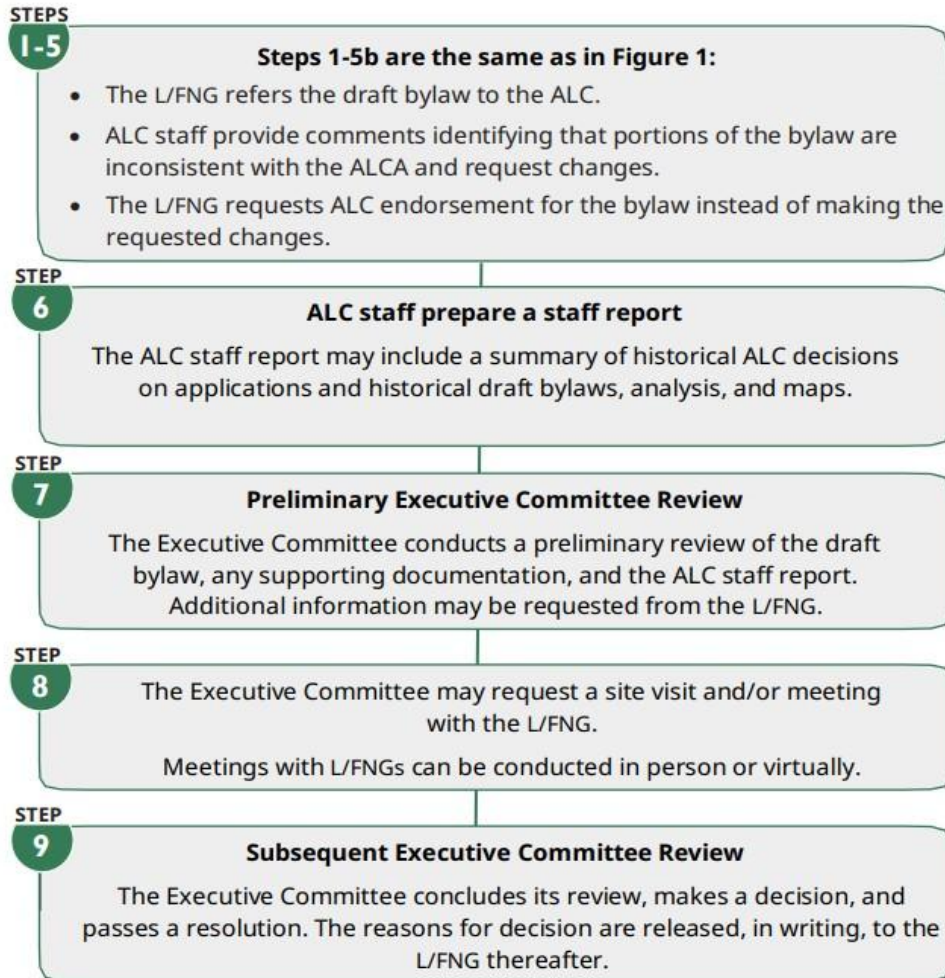 STEPS
1-5
Steps 1-5b are the same as in Figure 1:
• The L/FNG refers the draft bylaw to the ALC.
• ALC staff provide comments identifying that portions of the bylaw are
inconsistent with the ALCA and request changes.
• The L/FNG requests ALC endorsement for the bylaw instead of making the
requested changes.
STEP
6
ALC staff prepare a staff report
The ALC staff report may include a summary of historical ALC decisions
on applications and historical draft bylaws, analysis, and maps.
STEP
7
Preliminary Executive Committee Review
The Executive Committee conducts a preliminary review of the draft
bylaw, any supporting documentation, and the ALC staff report.
Additional information may be requested from the L/FNG.
STEP
8
The Executive Committee may request a site visit and/or meeting
with the L/FNG.
Meetings with L/FNGs can be conducted in person or virtually.
STEP
9
Subsequent Executive Committee Review
The Executive Committee concludes its review, makes a decision, and
passes a resolution. The reasons for decision are released, in writing, to the
L/FNG thereafter.